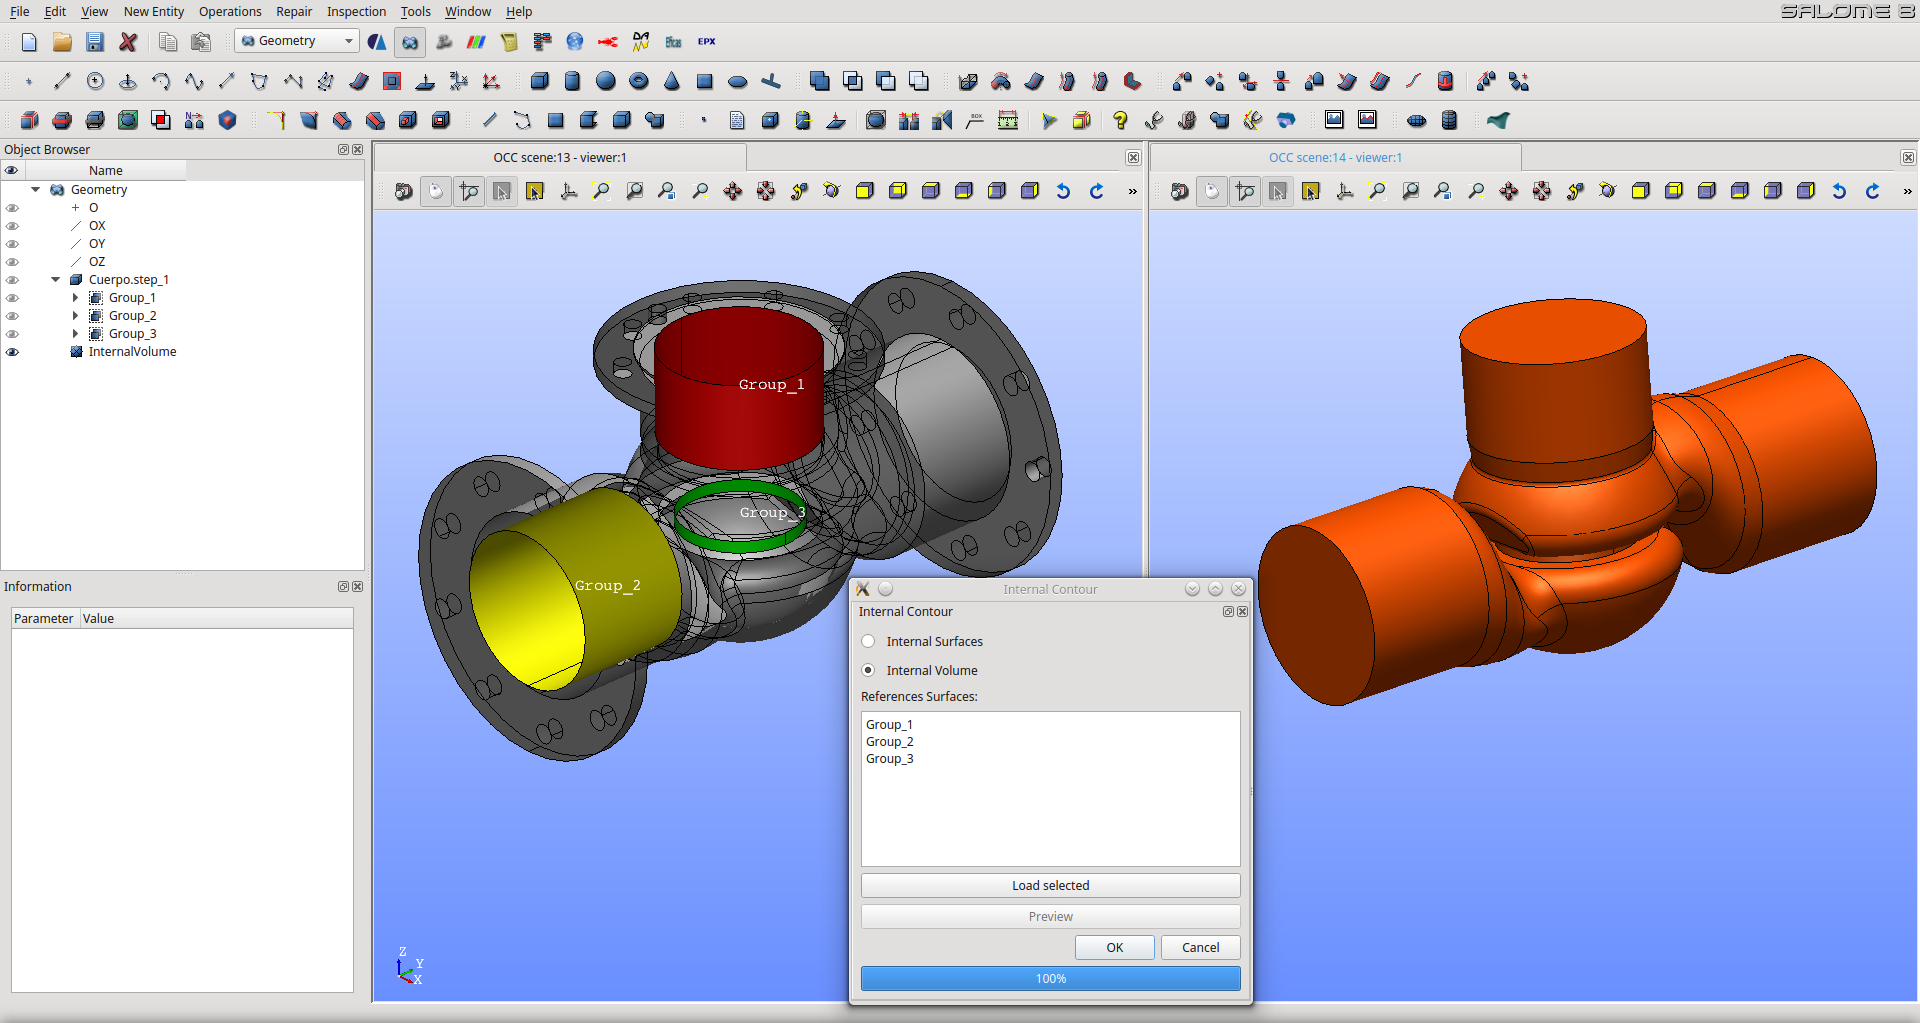 File Edit View New Entity Operations Repair Inspection Tools Window Help
SALOME 8
Geometry
Eficas
EPX
Object Browser
Name
Geometry
O
OX
OY
OZ
Cuerpo.step_1
Group_1
Group_2
Group_3
InternalVolume
Information
Parameter Value
OCC scene:13 - viewer:1
Group_1
Group_3
Group_2
Z
Y
X
OCC scene:14 - viewer:1
Internal Contour
Internal Contour
Internal Surfaces
Internal Volume
References Surfaces:
Group_1
Group_2
Group_3
Load selected
Preview
OK Cancel
100%